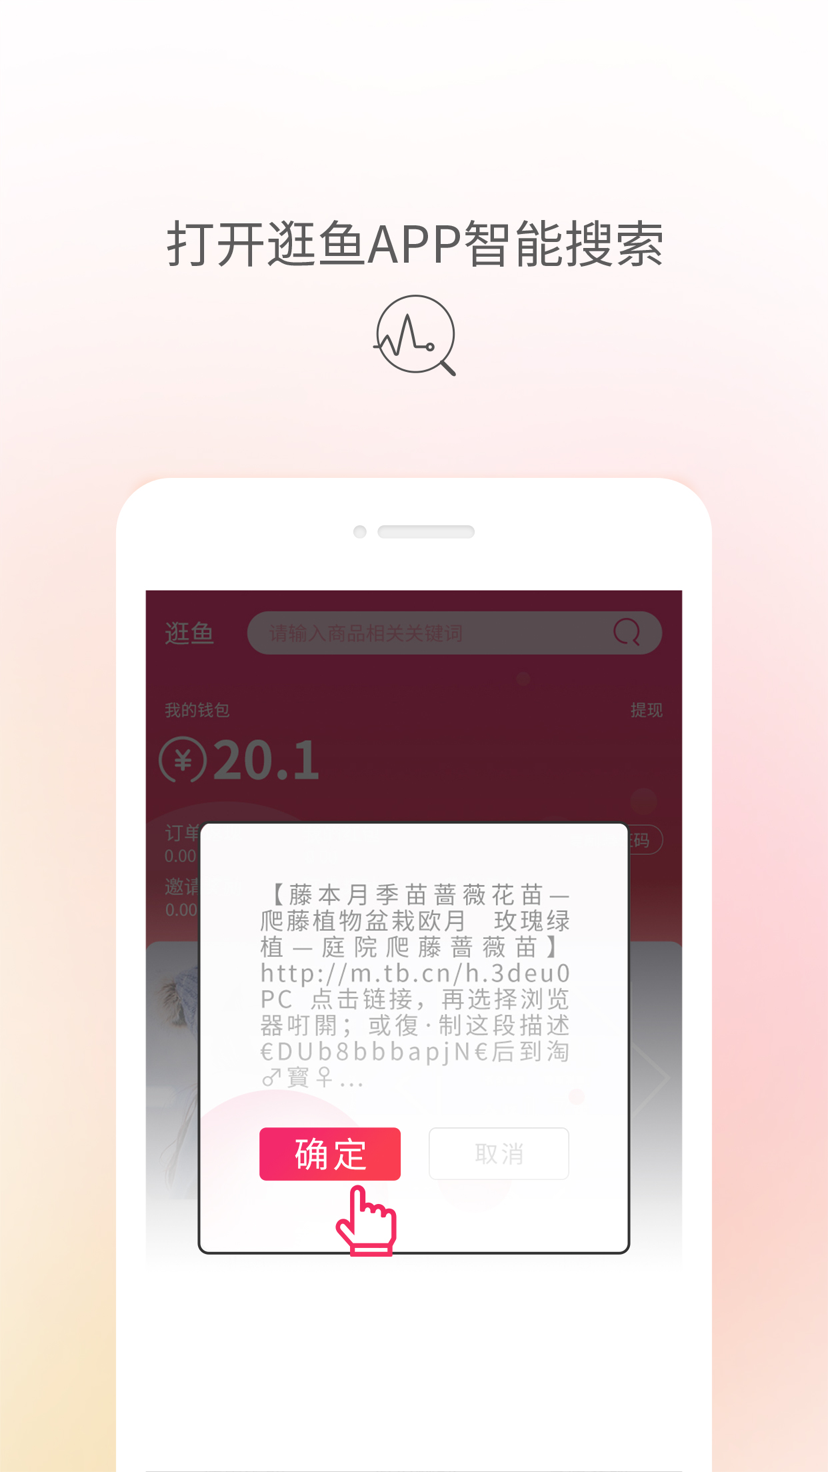 打开逛鱼APP智能搜索
逛鱼
请输入商品相关关键词
我的钱包
提现
¥20.1
订单
0.00
证码
邀请
0.00
【藤本月季苗蔷薇花苗—
爬藤植物盆栽欧月 玫瑰绿
植—庭院爬藤蔷薇苗】
http://m.tb.cn/h.3deu0
PC 点击链接，再选择浏览
器咑開；或復·制这段描述
€DUb8bbbapjN€后到淘
♂寳♀...
确定
取消